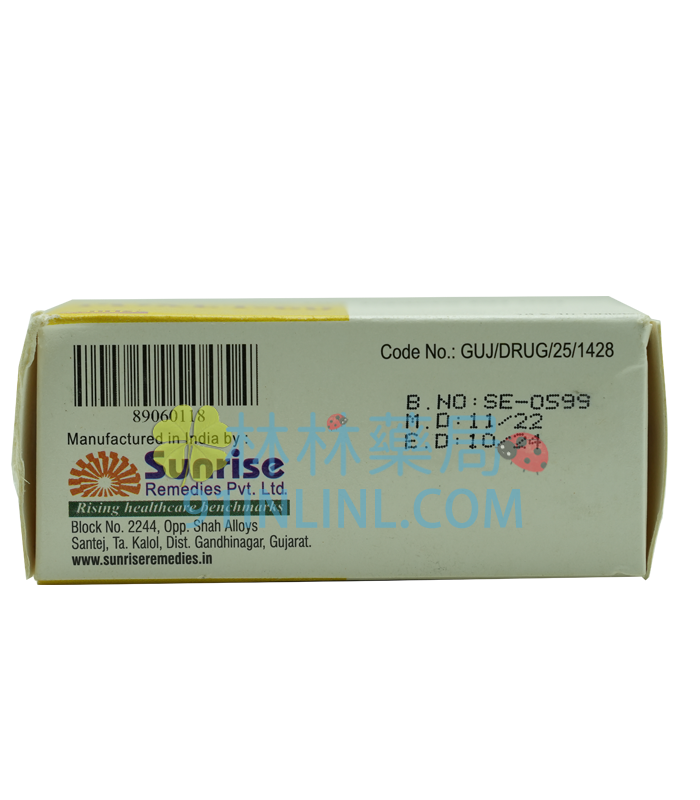 Code No.: GUJ/DRUG/25/1428
89060118
B.NO:SE-0599
M.D:11/22
E.D:10/
Manufactured in India by :
Sunrise
Remedies Pvt. Ltd.
Rising healthcare benchmarks
Block No. 2244, Opp. Shah Alloys
Santej, Ta. Kalol, Dist. Gandhinagar, Gujarat.
www.sunriseremedies.in
林林藥局
9UNLINL.COM